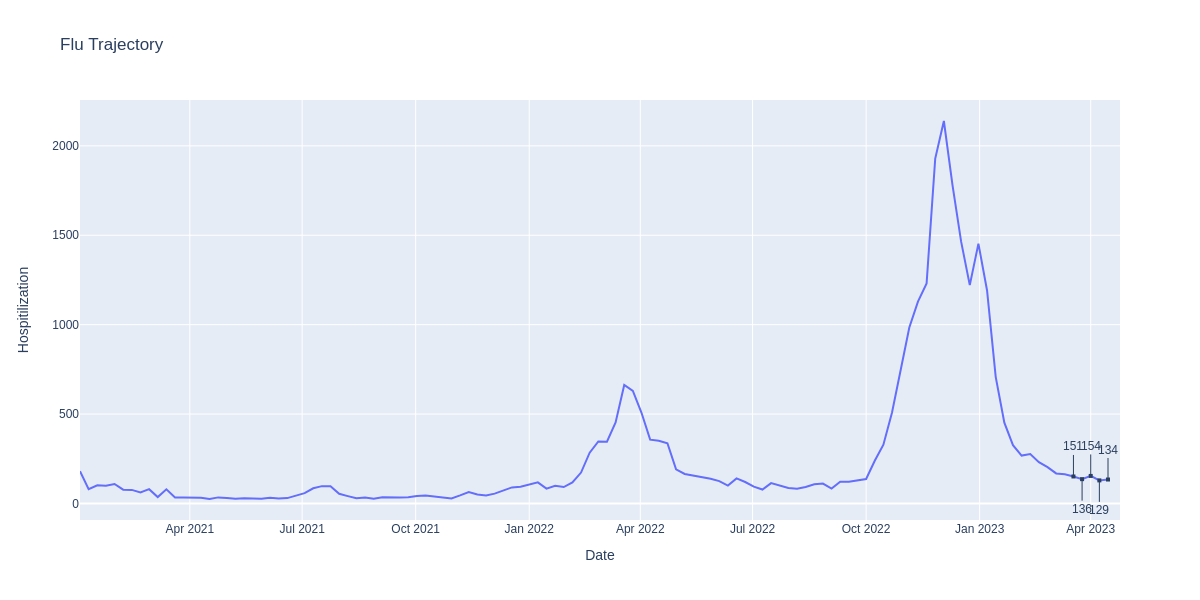 Flu Trajectory
Hospitilization
2000
1500
1000
500
0
151
154
134
136
129
Apr 2021
Jul 2021
Oct 2021
Jan 2022
Apr 2022
Jul 2022
Oct 2022
Jan 2023
Apr 2023
Date